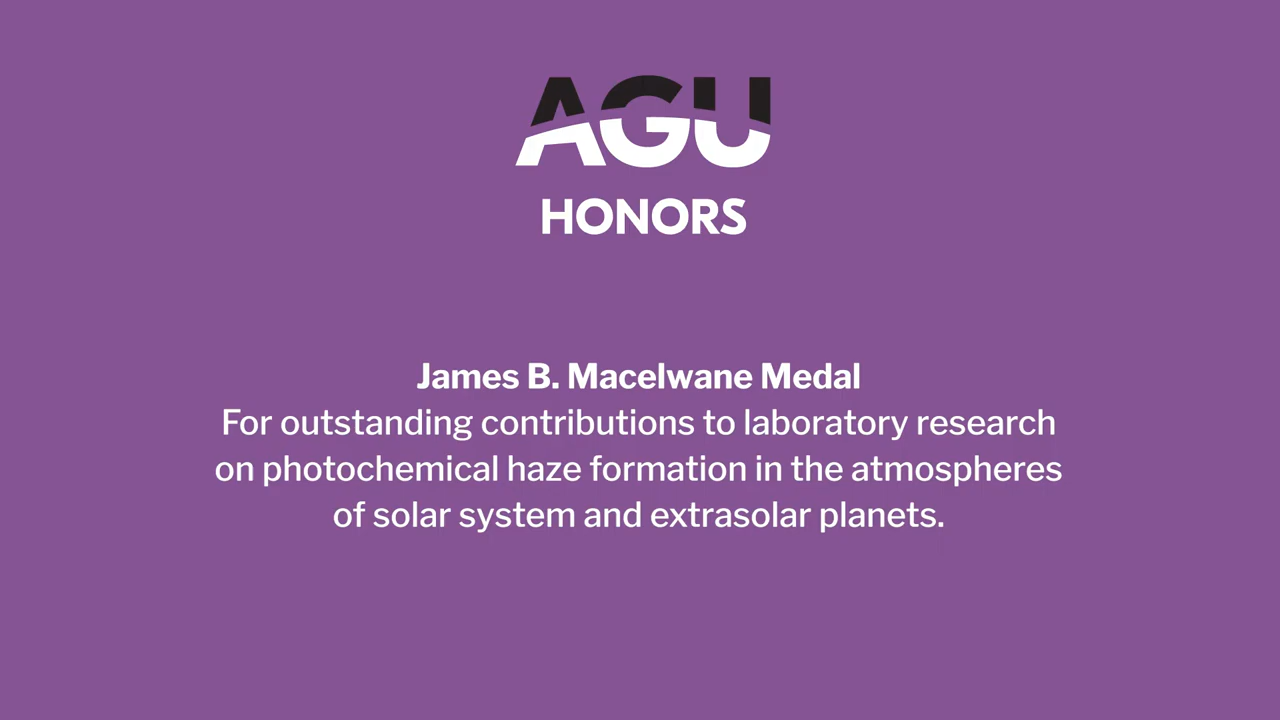 AGU
HONORS
James B. Macelwane Medal
For outstanding contributions to laboratory research
on photochemical haze formation in the atmospheres
of solar system and extrasolar planets.